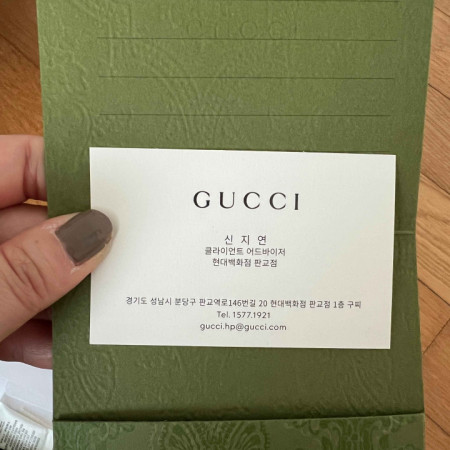 GUCCI
GUCCI
신 지 연
클라이언트 어드바이저
현대백화점 판교점
경기도 성남시 분당구 판교역로146번길 20 현대백화점 판교점 1층 구찌
Tel. 1577.1921
gucci.hp@gucci.com